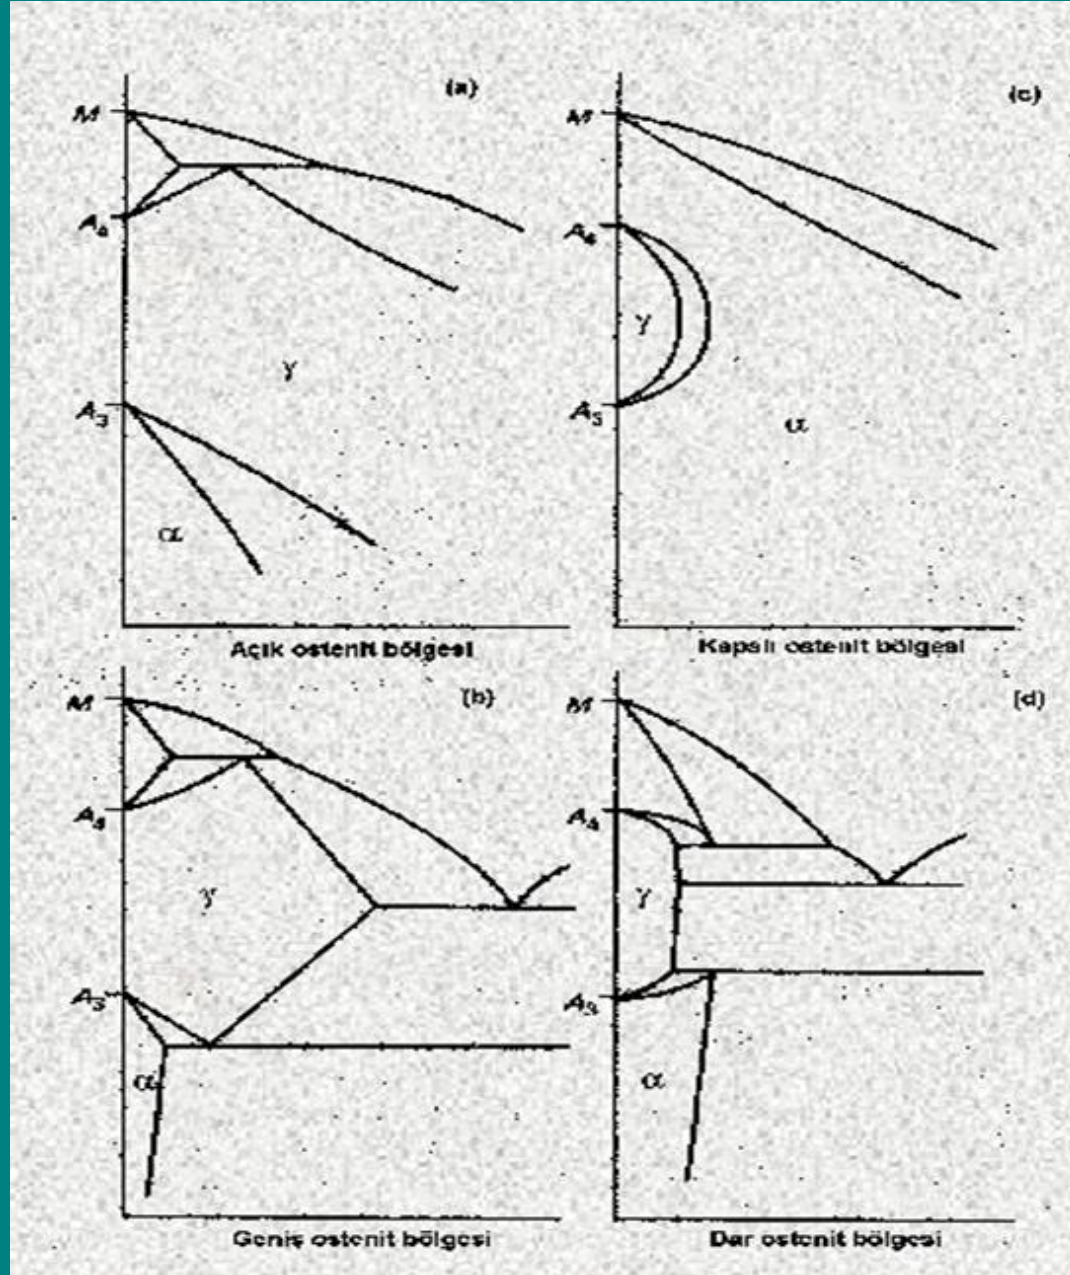 (a)
M
A₄
γ
A₃
α
Açık ostenit bölgesi
(c)
M
A₄
γ
A₃
α
Kapalı ostenit bölgesi
(b)
M
A₄
γ
A₃
α
Geniş ostenit bölgesi
(d)
M
A₄
γ
A₃
α
Dar ostenit bölgesi